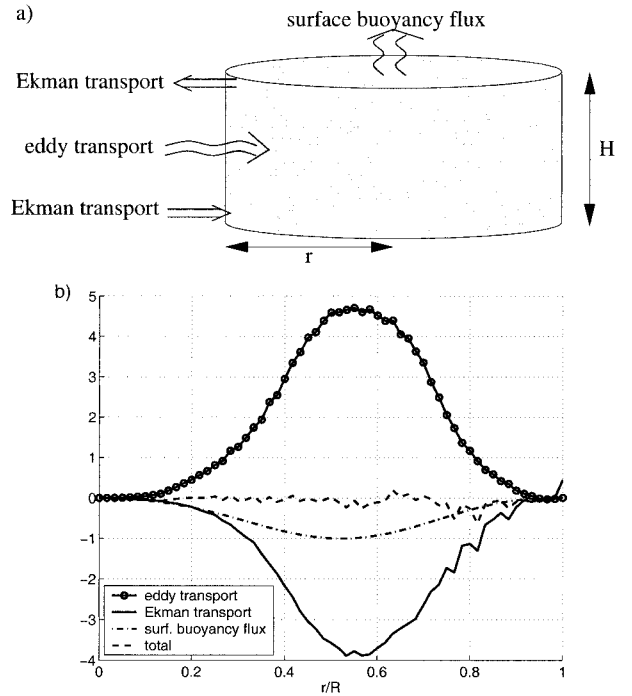 a)
surface buoyancy flux
Ekman transport
eddy transport
H
Ekman transport
r
b)
5
4
3
2
1
0
-1
-2
-3
-4
eddy transport
Ekman transport
surf. buoyancy flux
total
0
0.2
0.4
0.6
0.8
1
r/R